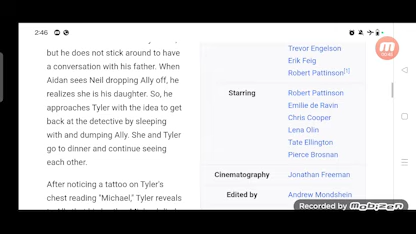 2:46
but he does not stick around to have
a conversation with his father. When
Aidan sees Neil dropping Ally off, he
realizes she is his daughter. So, he
approaches Tyler with the idea to get
back at the detective by sleeping
with and dumping Ally. She and Tyler
go to dinner and continue seeing
each other.
After noticing a tattoo on Tyler's
chest reading "Michael," Tyler reveals
Trevor Engelson
Erik Feig
Robert Pattinson[1]
Starring
Robert Pattinson
Emilie de Ravin
Chris Cooper
Lena Olin
Tate Ellington
Pierce Brosnan
Cinematography
Jonathan Freeman
Edited by
Andrew Mondshein
Recorded by Mobizen